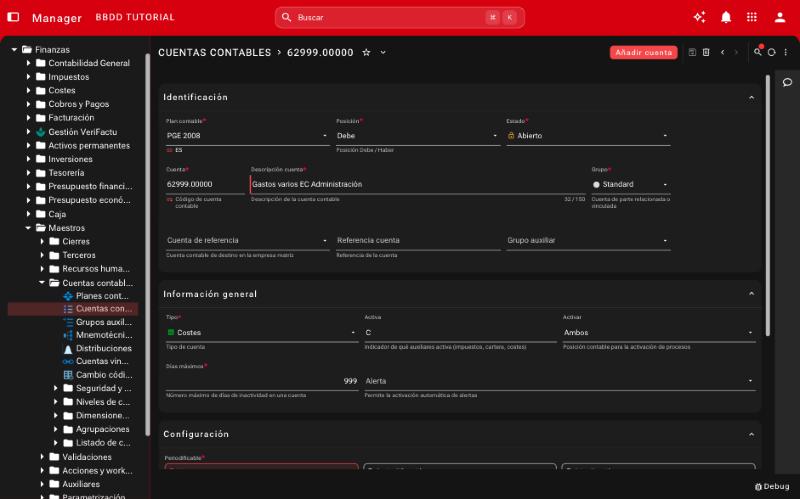 Manager
BBDD TUTORIAL
Buscar
⌘ K
Finanzas
Contabilidad General
Impuestos
Costes
Cobros y Pagos
Facturación
Gestión VeriFactu
Activos permanentes
Inversiones
Tesorería
Presupuesto financi...
Presupuesto econó...
Caja
Maestros
Cierres
Terceros
Recursos huma...
Cuentas contabl...
Planes cont...
Cuentas con...
Grupos auxil...
Mnemotécni...
Distribuciones
Cuentas vin...
Cambio códi...
Seguridad y ...
Niveles de c...
Dimensione...
Agrupaciones
Listado de c...
Validaciones
Acciones y work...
Auxiliares
Parametrización
CUENTAS CONTABLES > 62999.00000
Añadir cuenta
Identificación
Plan contable*
Posición*
Estado*
PGE 2008
Debe
Abierto
ES
Posición Debe / Haber
Cuenta*
Descripción cuenta*
Grupo*
62999.00000
Gastos varios EC Administración
Standard
Código de cuenta contable
Descripción de la cuenta contable
32 / 150
Cuenta de parte relacionada o vinculada
Cuenta de referencia
Referencia cuenta
Grupo auxiliar
Cuenta contable de destino en la empresa matriz
Referencia de la cuenta
Información general
Tipo*
Activa
Activar
Costes
C
Ambos
Tipo de cuenta
Indicador de qué auxiliares activa (impuestos, cartera, costes)
Posición contable para la activación de procesos
Días máximos*
999
Alerta
Número máximo de días de inactividad en una cuenta
Permite la activación automática de alertas
Configuración
Periodificable*
Debug